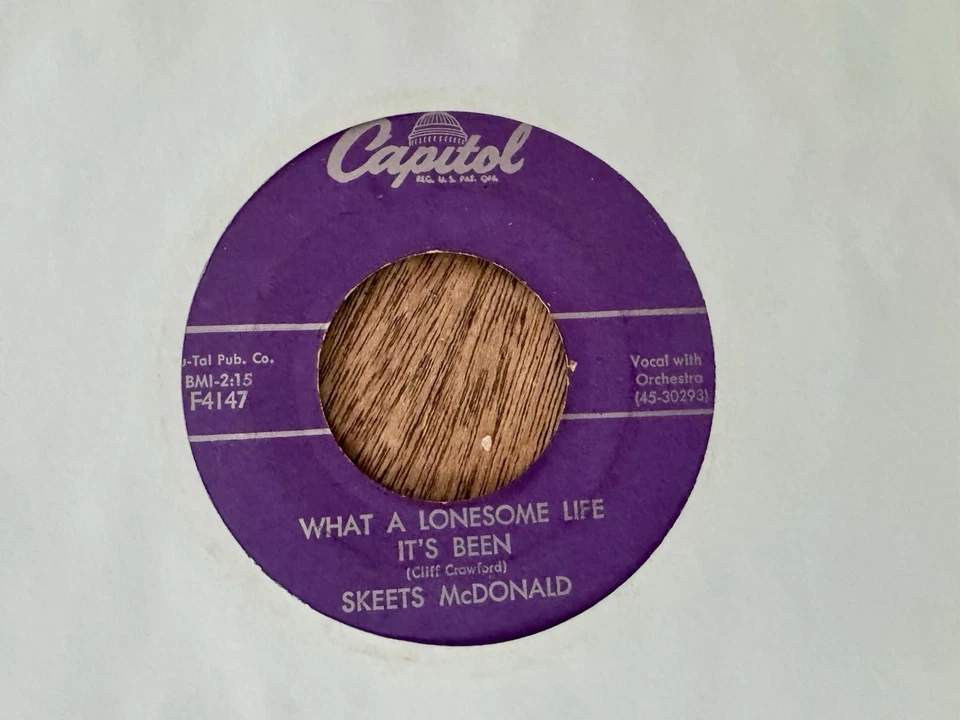 Capitol
REG. U. S. PAT. OFF.
-Tal Pub. Co.
BMI-2:15
F4147
Vocal with
Orchestra
(45-30293)
WHAT A LONESOME LIFE
IT'S BEEN
(Cliff Crawford)
SKEETS McDONALD